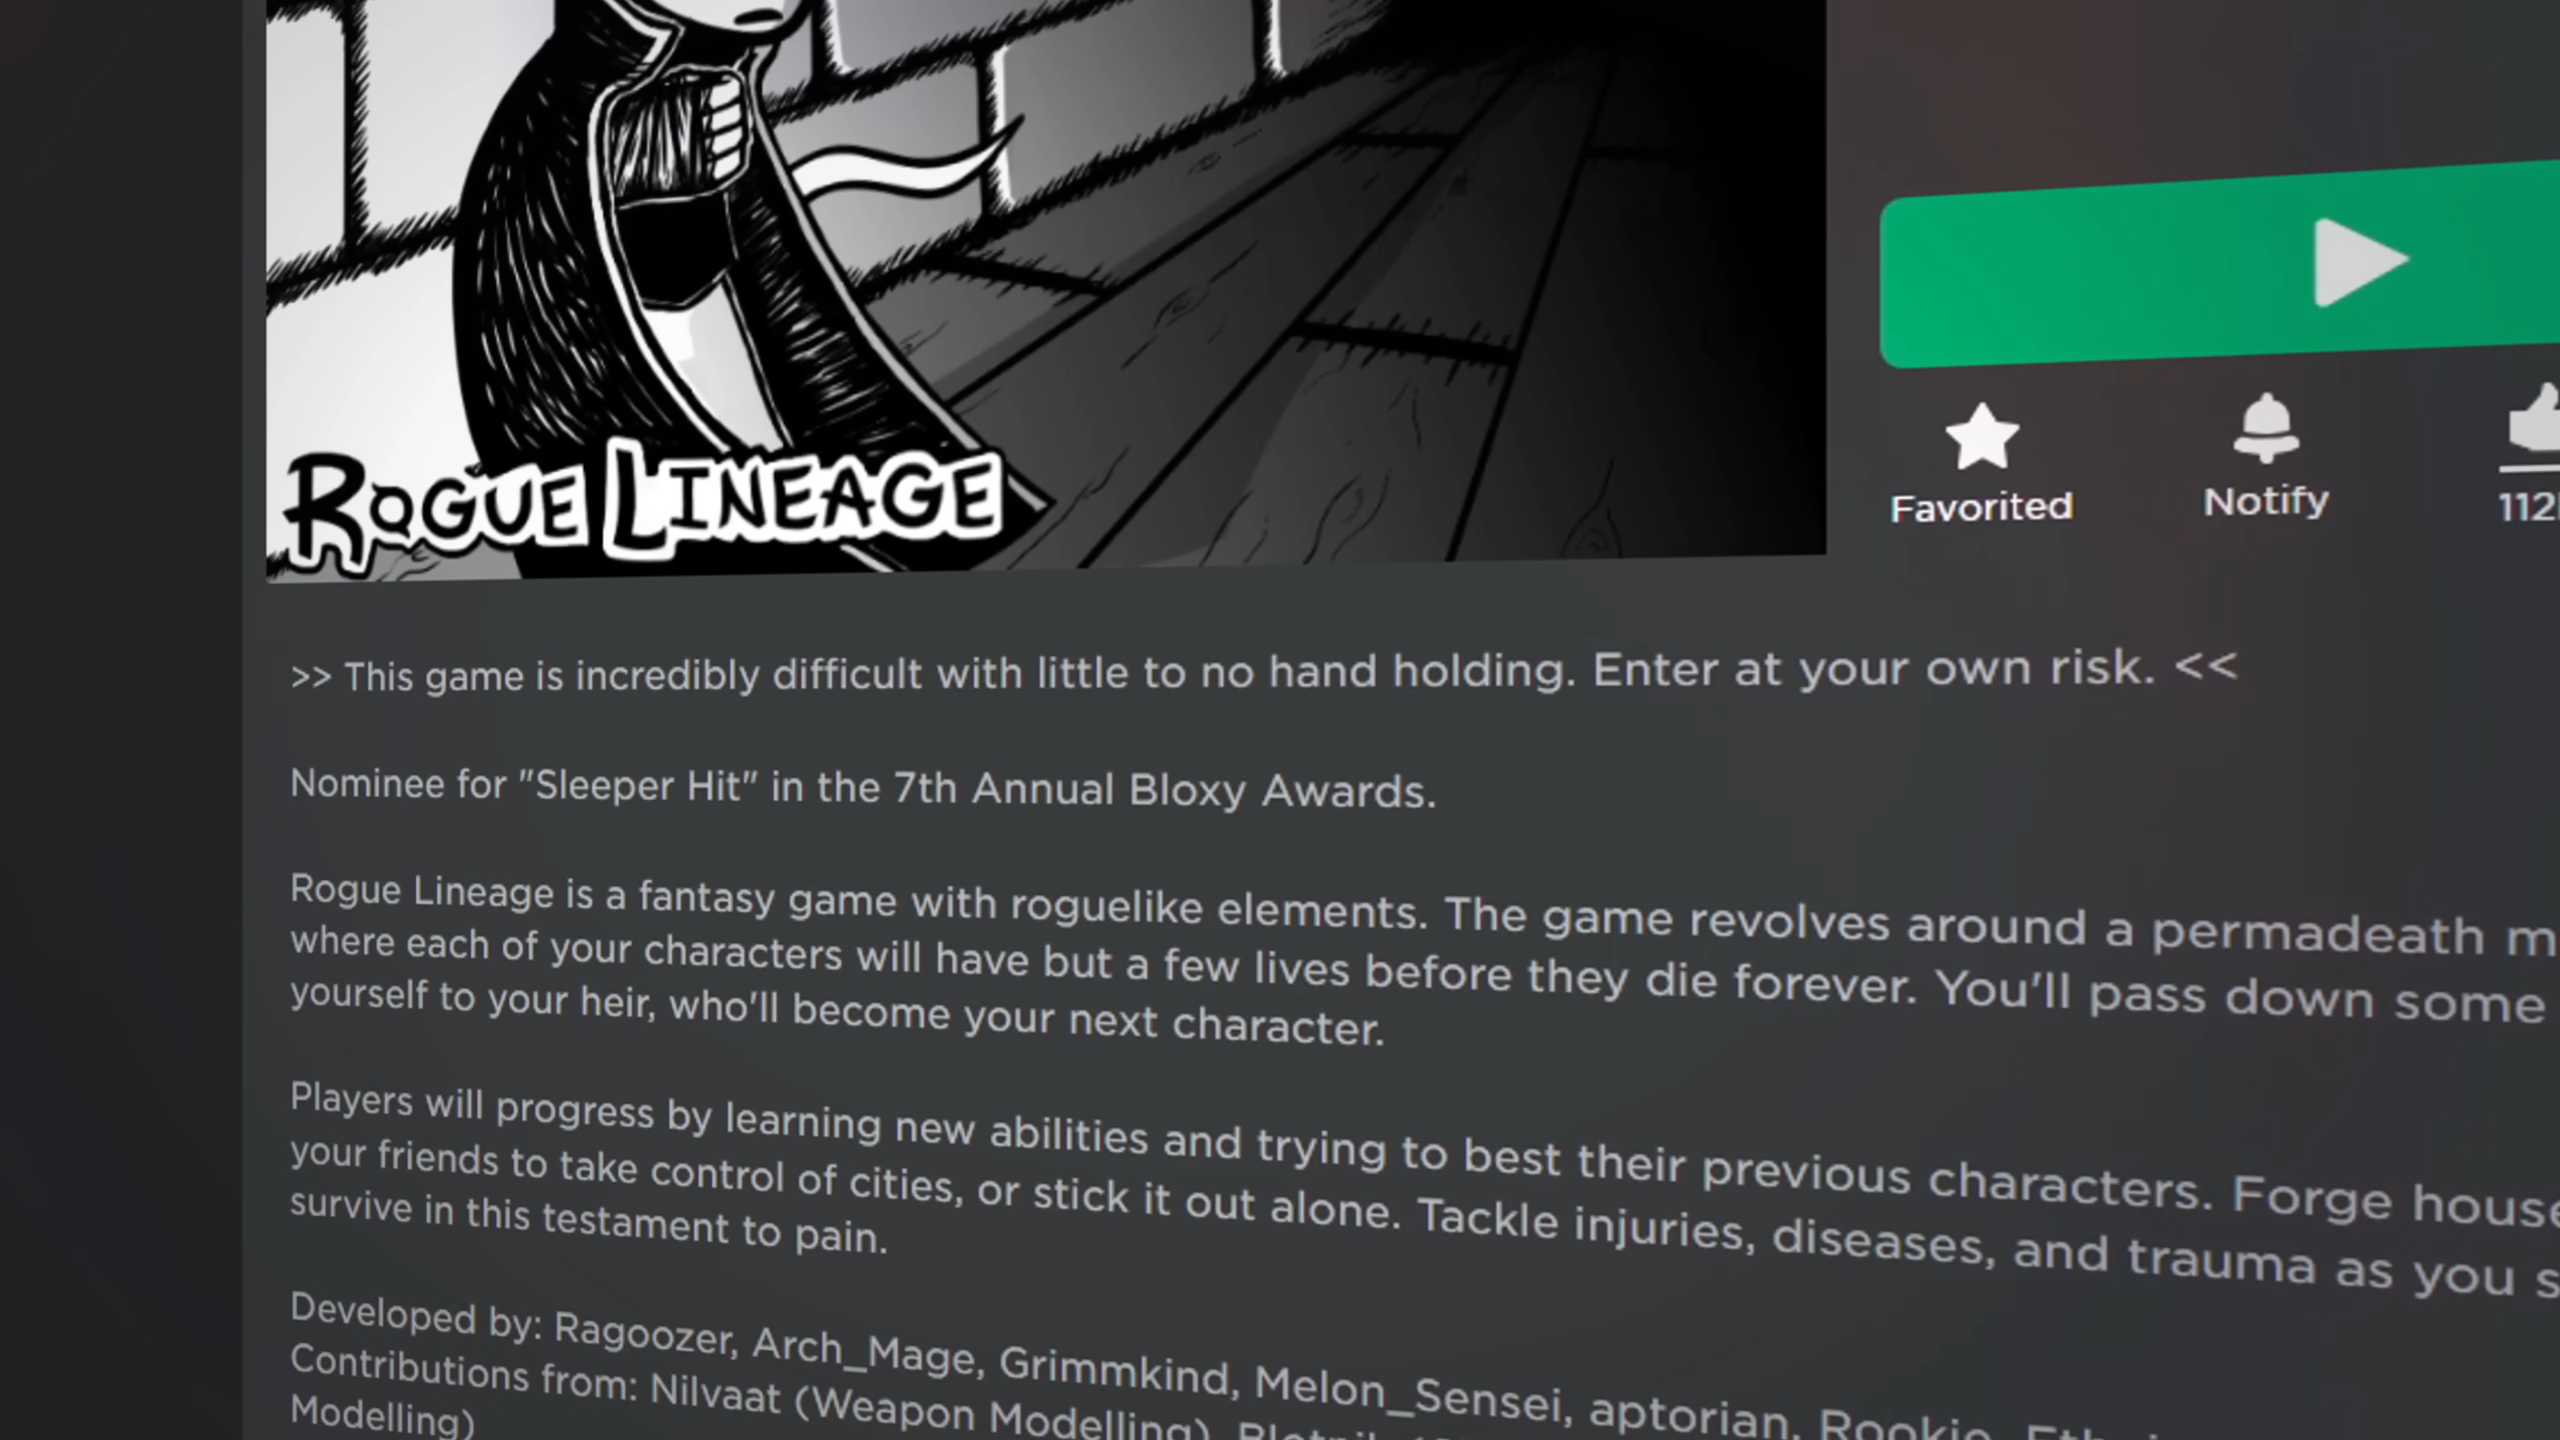 ROGUE LINEAGE
Favorited
Notify
>> This game is incredibly difficult with little to no hand holding. Enter at your own risk. <<
Nominee for "Sleeper Hit" in the 7th Annual Bloxy Awards.
Rogue Lineage is a fantasy game with roguelike elements. The game revolves around a permadeath
where each of your characters will have but a few lives before they die forever. You'll pass down some
yourself to your heir, who'll become your next character.
Players will progress by learning new abilities and trying to best their previous characters. Forge
your friends to take control of cities, or stick it out alone. Tackle injuries, diseases, and trauma as you
survive in this testament to pain.
Developed by: Ragoozer, Arch_Mage, Grimmkind, Melon_Sensei, aptorian,
Contributions from: Nilvaat (Weapon Modelling),
Modelling)